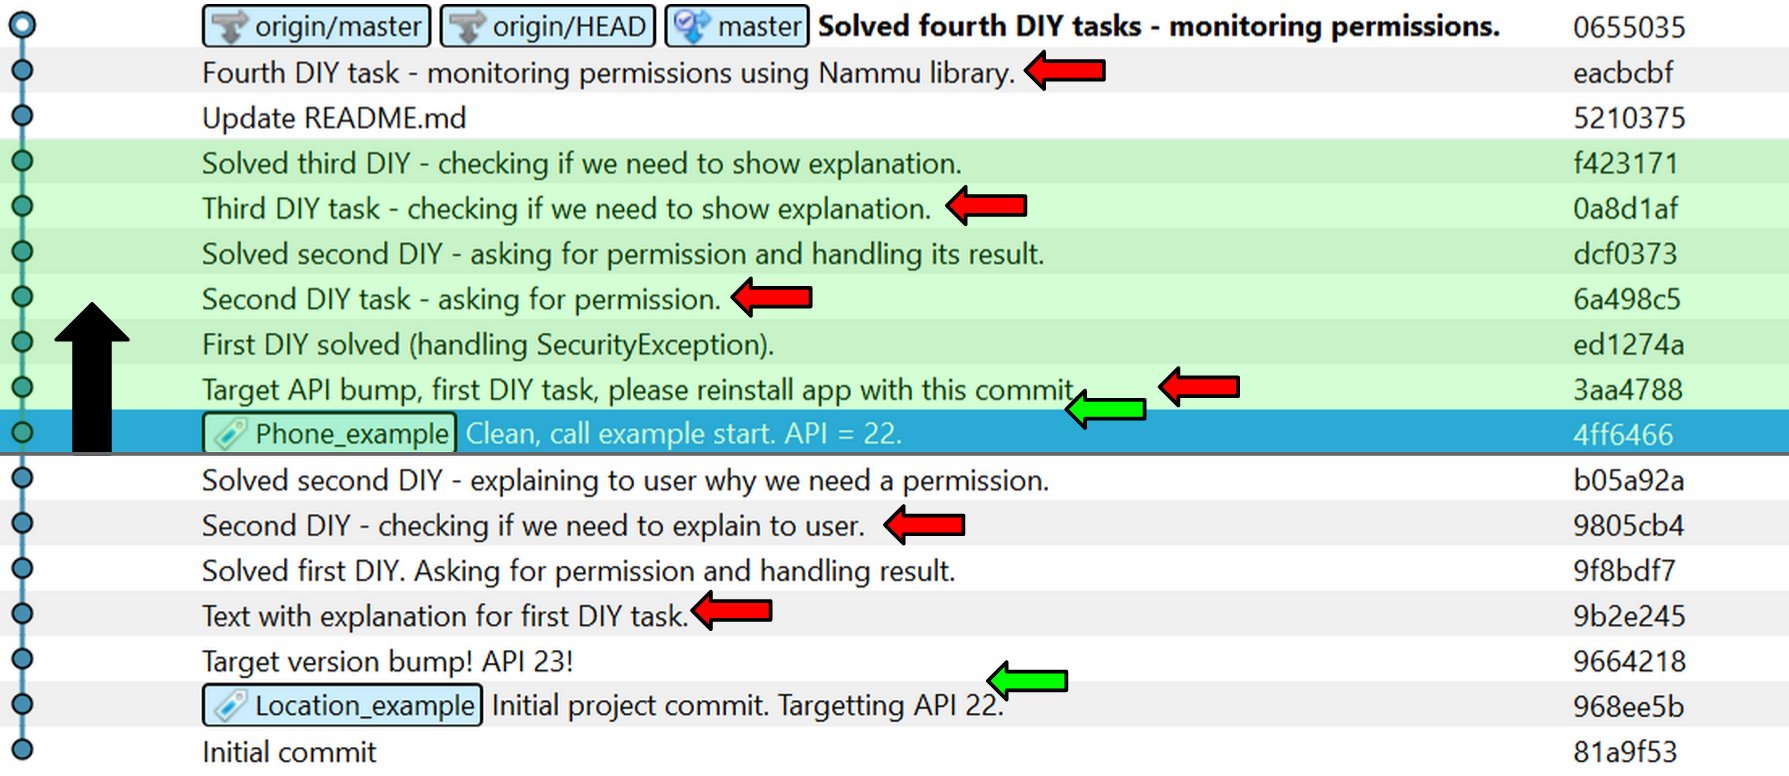 origin/master origin/HEAD master Solved fourth DIY tasks - monitoring permissions. 0655035
Fourth DIY task - monitoring permissions using Nammu library. eacbcbf
Update README.md 5210375
Solved third DIY - checking if we need to show explanation. f423171
Third DIY task - checking if we need to show explanation. 0a8d1af
Solved second DIY - asking for permission and handling its result. dcf0373
Second DIY task - asking for permission. 6a498c5
First DIY solved (handling SecurityException). ed1274a
Target API bump, first DIY task, please reinstall app with this commit. 3aa4788
Phone_example Clean, call example start. API = 22. 4ff6466
Solved second DIY - explaining to user why we need a permission. b05a92a
Second DIY - checking if we need to explain to user. 9805cb4
Solved first DIY. Asking for permission and handling result. 9f8bdf7
Text with explanation for first DIY task. 9b2e245
Target version bump! API 23! 9664218
Location_example Initial project commit. Targetting API 22. 968ee5b
Initial commit 81a9f53